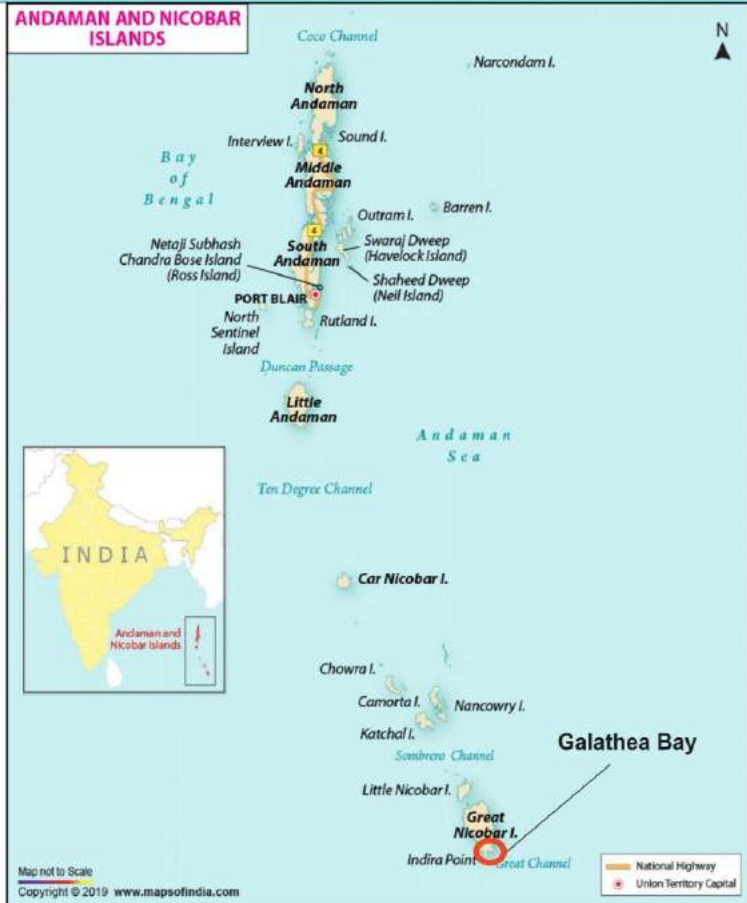 ANDAMAN AND NICOBAR
ISLANDS
N
Coco Channel
Narcondam I.
North
Andaman
Interview I.
Sound I.
4
Middle
Andaman
Bay
of
Bengal
Outram I.
Barren I.
4
Netaji Subhash
Chandra Bose Island
(Ross Island)
South
Andaman
Swaraj Dweep
(Havelock Island)
Shaheed Dweep
(Neil Island)
PORT BLAIR
North
Sentinel
Island
Rutland I.
Duncan Passage
Little
Andaman
Andaman
Sea
Ten Degree Channel
INDIA
Andaman and
Nicobar Islands
Car Nicobar I.
Chowra I.
Camorta I.
Nancowry I.
Katchal I.
Sombrero Channel
Galathea Bay
Little Nicobar I.
Great
Nicobar I.
Indira Point
Great Channel
Map not to Scale
Copyright © 2019 www.mapsofindia.com
National Highway
Union Territory Capital